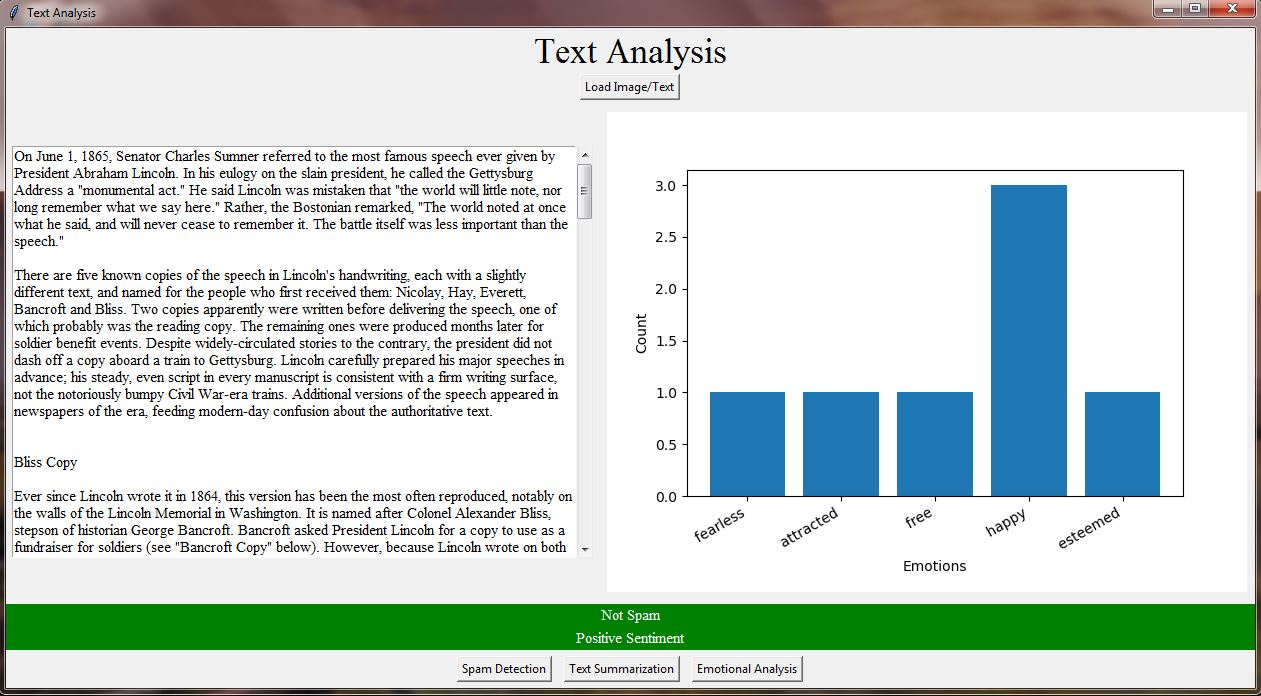 Text Analysis
Text Analysis
Load Image/Text
On June 1, 1865, Senator Charles Sumner referred to the most famous speech ever given by
President Abraham Lincoln. In his eulogy on the slain president, he called the Gettysburg
Address a "monumental act." He said Lincoln was mistaken that "the world will little note, nor
long remember what we say here." Rather, the Bostonian remarked, "The world noted at once
what he said, and will never cease to remember it. The battle itself was less important than the
speech."
There are five known copies of the speech in Lincoln's handwriting, each with a slightly
different text, and named for the people who first received them: Nicolay, Hay, Everett,
Bancroft and Bliss. Two copies apparently were written before delivering the speech, one of
which probably was the reading copy. The remaining ones were produced months later for
soldier benefit events. Despite widely-circulated stories to the contrary, the president did not
dash off a copy aboard a train to Gettysburg. Lincoln carefully prepared his major speeches in
advance; his steady, even script in every manuscript is consistent with a firm writing surface,
not the notoriously bumpy Civil War-era trains. Additional versions of the speech appeared in
newspapers of the era, feeding modern-day confusion about the authoritative text.
Bliss Copy
Ever since Lincoln wrote it in 1864, this version has been the most often reproduced, notably on
the walls of the Lincoln Memorial in Washington. It is named after Colonel Alexander Bliss,
stepson of historian George Bancroft. Bancroft asked President Lincoln for a copy to use as a
fundraiser for soldiers (see "Bancroft Copy" below). However, because Lincoln wrote on both
3.0
2.5
2.0
1.5
1.0
0.5
0.0
Count
fearless
attracted
free
happy
esteemed
Emotions
Not Spam
Positive Sentiment
Spam Detection
Text Summarization
Emotional Analysis